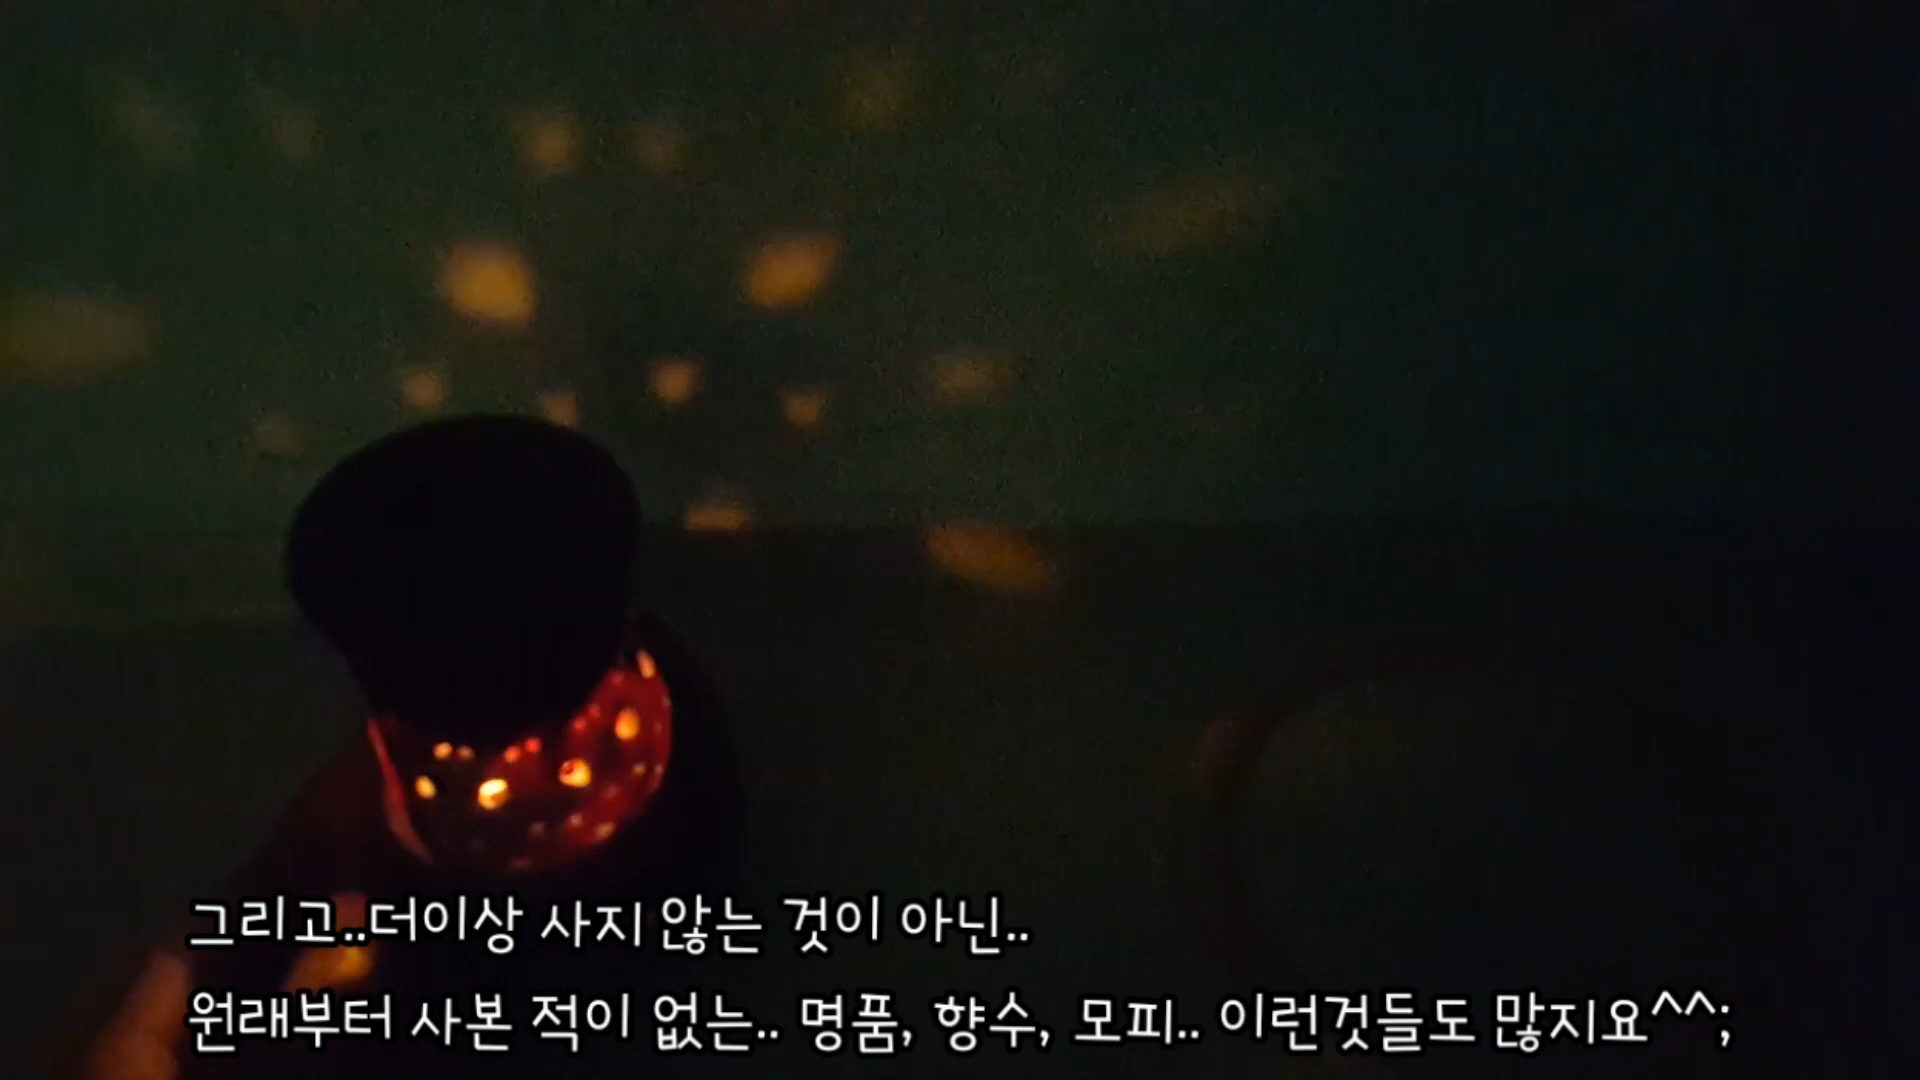 그리고..더이상 사지 않는 것이 아닌..
원래부터 사본 적이 없는.. 명품, 향수, 모피.. 이런것들도 많지요^^;